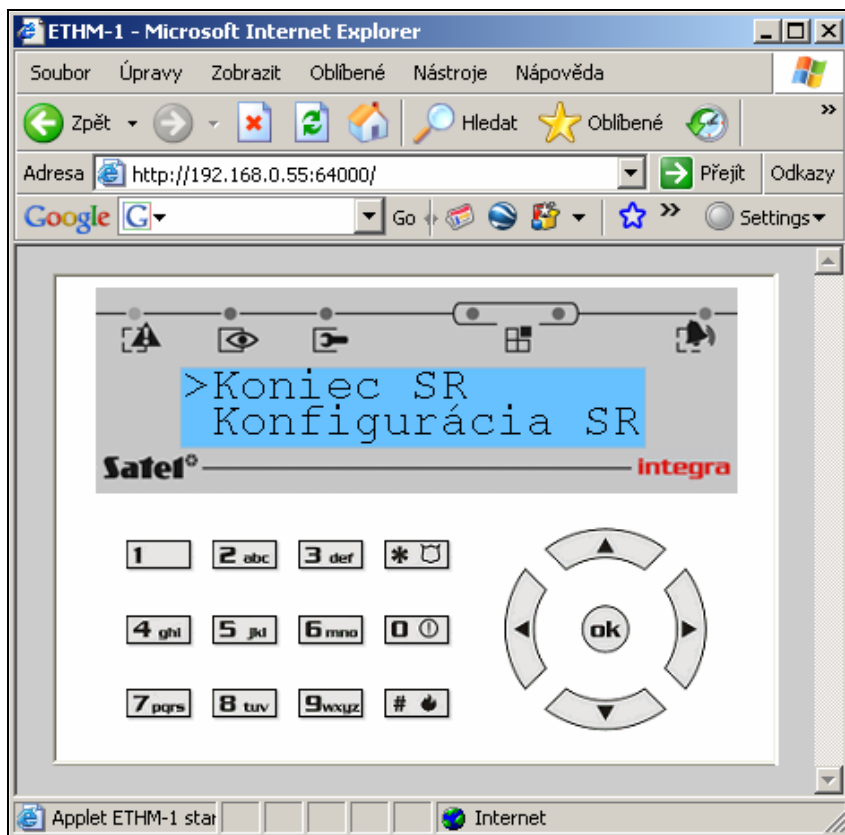 ETHM-1 - Microsoft Internet Explorer
Soubor Úpravy Zobrazit Oblíbené Nástroje Nápověda
Zpět Hledat Oblíbené »
Adresa http://192.168.0.55:64000/ Přejít Odkazy
Google G Go » Settings
>Koniec SR
Konfigurácia SR
Satel integra
1 2 abc 3 def *
4 ghi 5 jkl 6 mno 0 ok
7 pqrs 8 tuv 9 wxyz #
Applet ETHM-1 star Internet